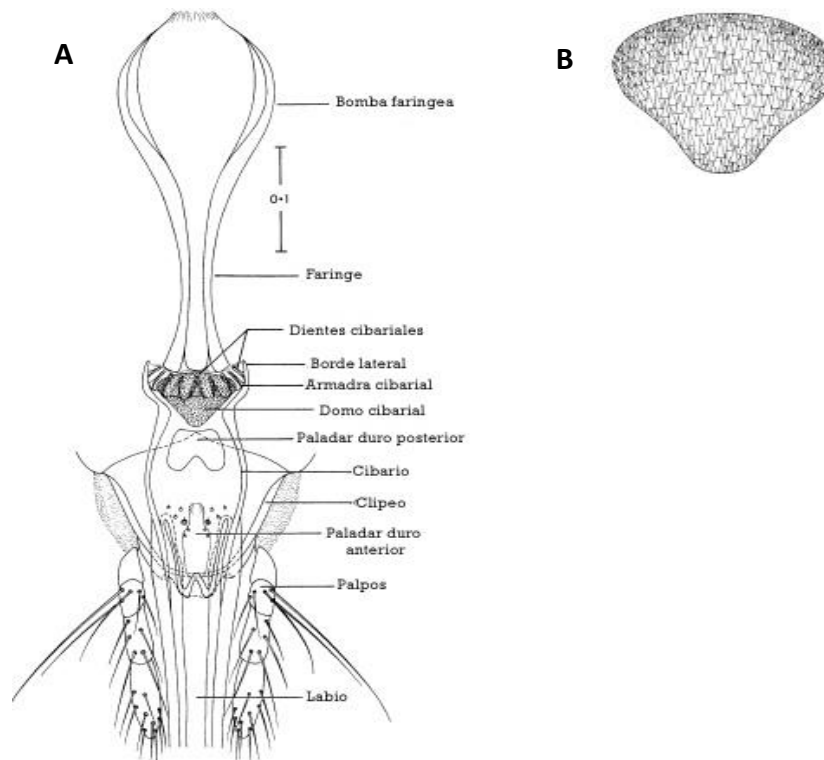 A
B
Bomba faringea
0·1
Faringe
Dientes cibariales
Borde lateral
Armadra cibarial
Domo cibarial
Paladar duro posterior
Cibario
Clipeo
Paladar duro
anterior
Palpos
Labio